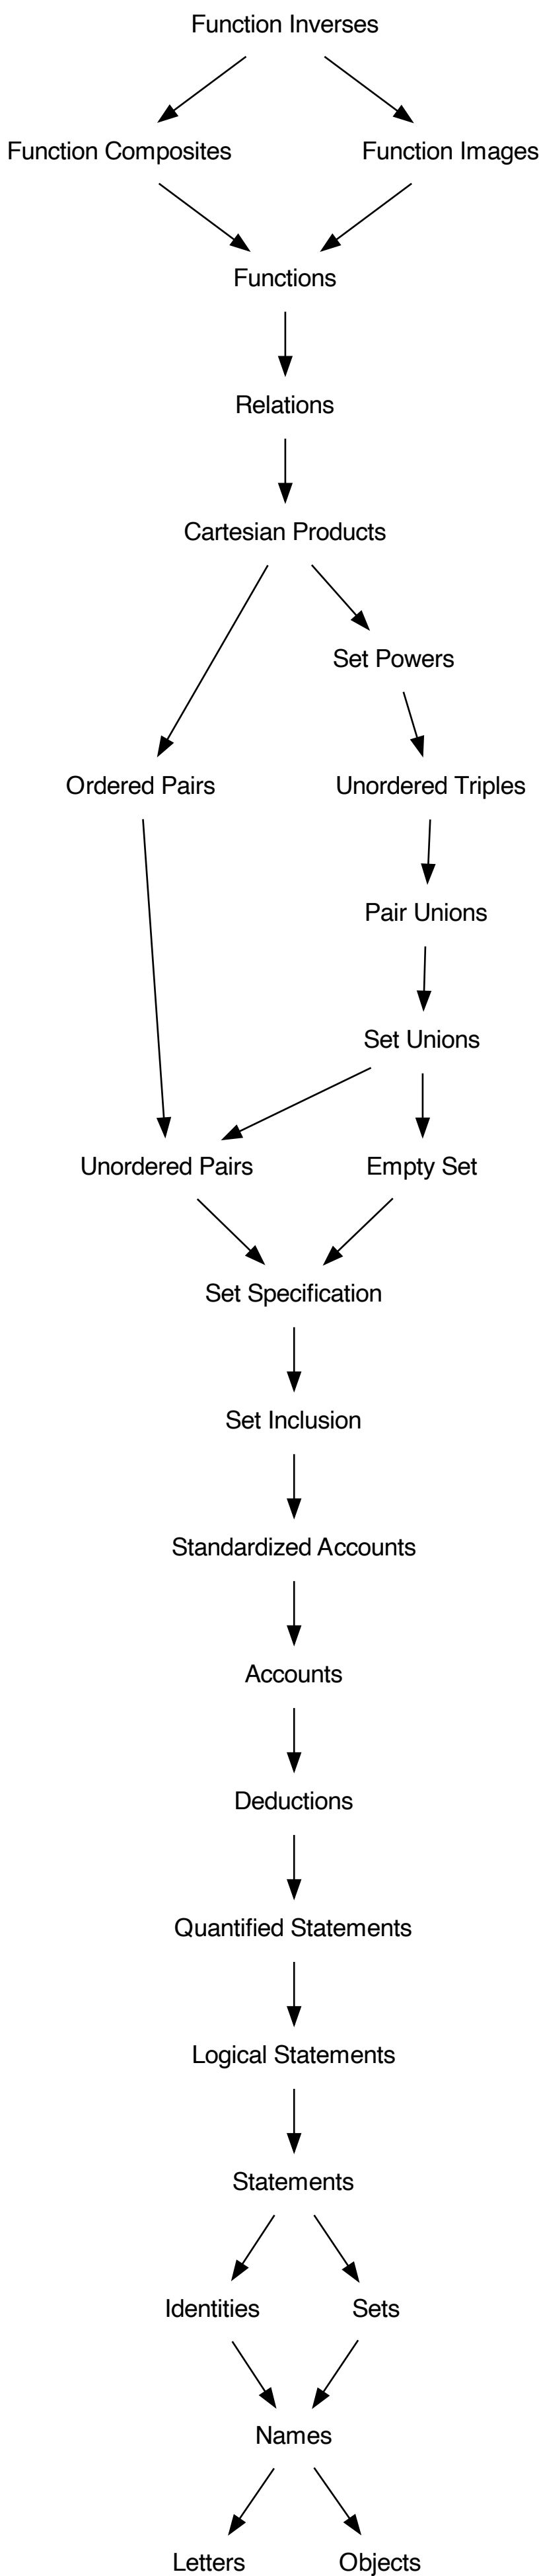 Function Inverses
Function Composites
Function Images
Functions
Relations
Cartesian Products
Set Powers
Ordered Pairs
Unordered Triples
Pair Unions
Set Unions
Unordered Pairs
Empty Set
Set Specification
Set Inclusion
Standardized Accounts
Accounts
Deductions
Quantified Statements
Logical Statements
Statements
Identities
Sets
Names
Letters
Objects